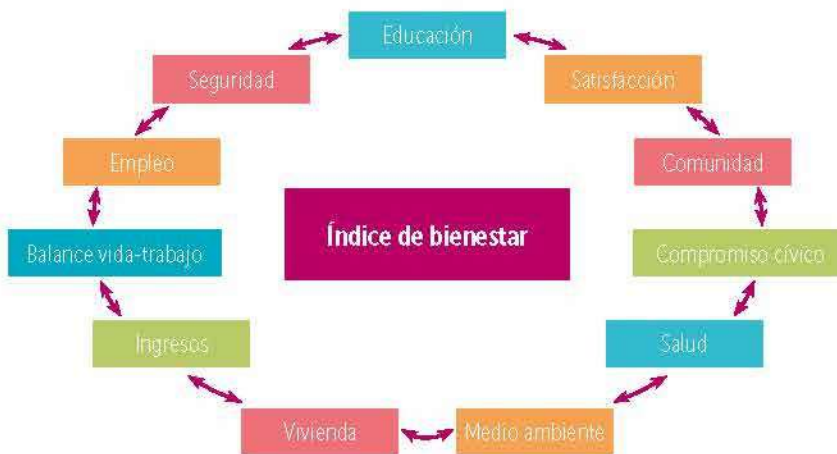 Educación
Seguridad
Satisfacción
Empleo
Comunidad
Índice de bienestar
Balance vida-trabajo
Compromiso cívico
Ingresos
Salud
Vivienda
Medio ambiente